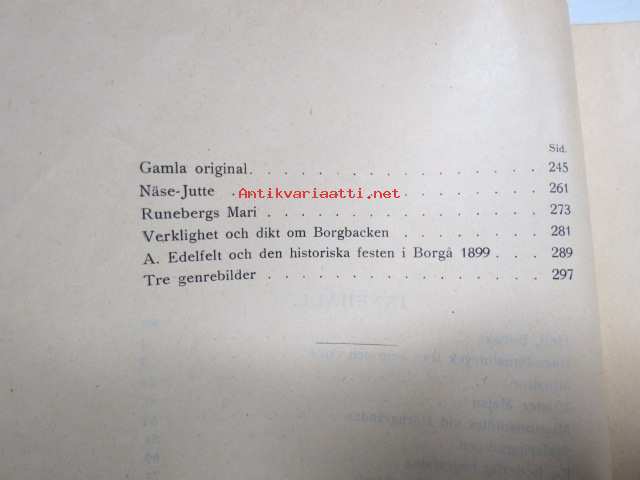 Sid.
Gamla original. . . . . . . . . . . . . 245
Näse-Jutte . . . . . . . . . . . . . 261
Antikvariaatti.net
Runebergs Mari . . . . . . . . . . . . . 273
Verklighet och dikt om Borgbacken . . . . . . . 281
A. Edelfelt och den historiska festen i Borgå 1899 . . . 289
Tre genrebilder . . . . . . . . . . . . . 297